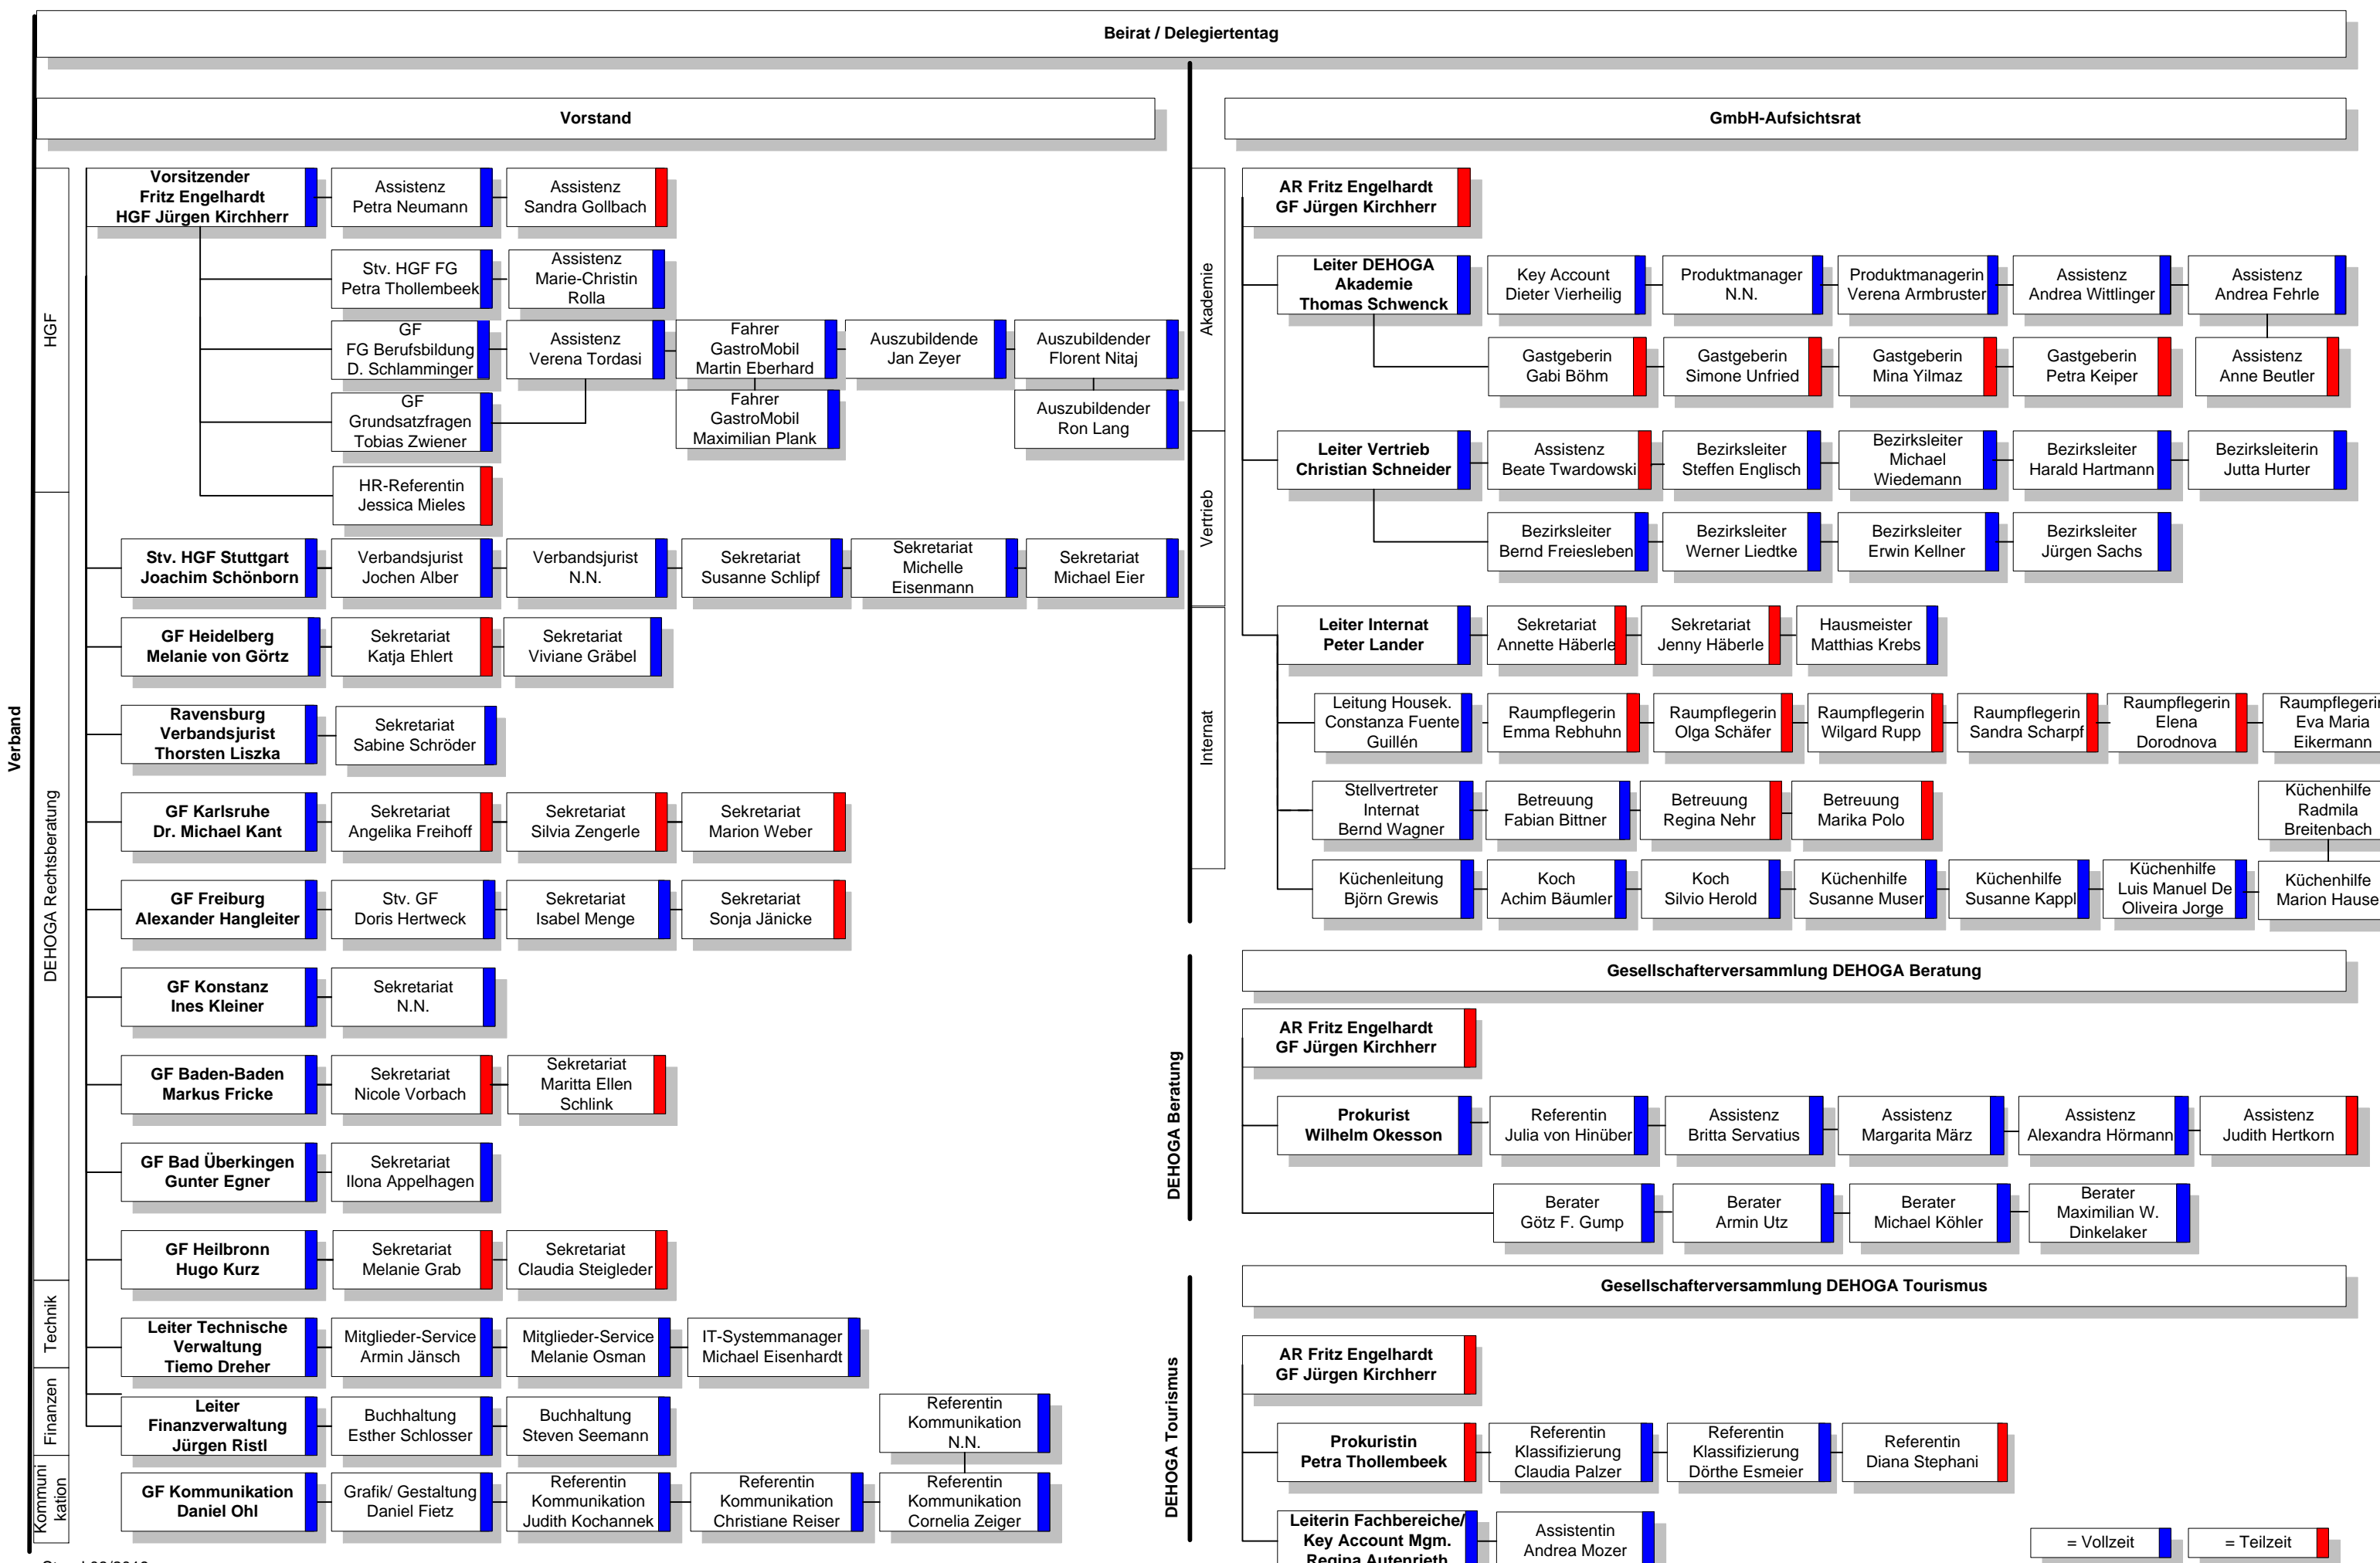 Beirat / Delegiertentag
Vorstand
GmbH-Aufsichtsrat
Verband
HGF
Vorsitzender
Fritz Engelhardt
HGF Jürgen Kirchherr
Assistenz
Petra Neumann
Assistenz
Sandra Gollbach
Stv. HGF FG
Petra Thollembeek
Assistenz
Marie-Christin
Rolla
GF
FG Berufsbildung
D. Schlamminger
Assistenz
Verena Tordasi
Fahrer
GastroMobil
Martin Eberhard
Auszubildende
Jan Zeyer
Auszubildender
Florent Nitaj
GF
Grundsatzfragen
Tobias Zwiener
Fahrer
GastroMobil
Maximilian Plank
Auszubildender
Ron Lang
HR-Referentin
Jessica Mieles
DEHOGA Rechtsberatung
Stv. HGF Stuttgart
Joachim Schönborn
Verbandsjurist
Jochen Alber
Verbandsjurist
N.N.
Sekretariat
Susanne Schlipf
Sekretariat
Michelle
Eisenmann
Sekretariat
Michael Eier
GF Heidelberg
Melanie von Görtz
Sekretariat
Katja Ehlert
Sekretariat
Viviane Gräbel
Ravensburg
Verbandsjurist
Thorsten Liszka
Sekretariat
Sabine Schröder
GF Karlsruhe
Dr. Michael Kant
Sekretariat
Angelika Freihoff
Sekretariat
Silvia Zengerle
Sekretariat
Marion Weber
GF Freiburg
Alexander Hangleiter
Stv. GF
Doris Hertweck
Sekretariat
Isabel Menge
Sekretariat
Sonja Jänicke
GF Konstanz
Ines Kleiner
Sekretariat
N.N.
GF Baden-Baden
Markus Fricke
Sekretariat
Nicole Vorbach
Sekretariat
Maritta Ellen
Schlink
GF Bad Überkingen
Gunter Egner
Sekretariat
Ilona Appelhagen
GF Heilbronn
Hugo Kurz
Sekretariat
Melanie Grab
Sekretariat
Claudia Steigleder
Technik
Leiter Technische
Verwaltung
Tiemo Dreher
Mitglieder-Service
Armin Jänsch
Mitglieder-Service
Melanie Osman
IT-Systemmanager
Michael Eisenhardt
Finanzen
Leiter
Finanzverwaltung
Jürgen Ristl
Buchhaltung
Esther Schlosser
Buchhaltung
Steven Seemann
Referentin
Kommunikation
N.N.
Kommuni
kation
GF Kommunikation
Daniel Ohl
Grafik/ Gestaltung
Daniel Fietz
Referentin
Kommunikation
Judith Kochannek
Referentin
Kommunikation
Christiane Reiser
Referentin
Kommunikation
Cornelia Zeiger
Akademie
AR Fritz Engelhardt
GF Jürgen Kirchherr
Leiter DEHOGA
Akademie
Thomas Schwenck
Key Account
Dieter Vierheilig
Produktmanager
N.N.
Produktmanagerin
Verena Armbruster
Assistenz
Andrea Wittlinger
Assistenz
Andrea Fehrle
Gastgeberin
Gabi Böhm
Gastgeberin
Simone Unfried
Gastgeberin
Mina Yilmaz
Gastgeberin
Petra Keiper
Assistenz
Anne Beutler
Vertrieb
Leiter Vertrieb
Christian Schneider
Assistenz
Beate Twardowski
Bezirksleiter
Steffen Englisch
Bezirksleiter
Michael
Wiedemann
Bezirksleiter
Harald Hartmann
Bezirksleiterin
Jutta Hurter
Bezirksleiter
Bernd Freiesleben
Bezirksleiter
Werner Liedtke
Bezirksleiter
Erwin Kellner
Bezirksleiter
Jürgen Sachs
Internat
Leiter Internat
Peter Lander
Sekretariat
Annette Häberle
Sekretariat
Jenny Häberle
Hausmeister
Matthias Krebs
Leitung Housek.
Constanza Fuente
Guillén
Raumpflegerin
Emma Rebhuhn
Raumpflegerin
Olga Schäfer
Raumpflegerin
Wilgard Rupp
Raumpflegerin
Sandra Scharpf
Raumpflegerin
Elena
Dorodnova
Raumpflegerin
Eva Maria
Eikermann
Stellvertreter
Internat
Bernd Wagner
Betreuung
Fabian Bittner
Betreuung
Regina Nehr
Betreuung
Marika Polo
Küchenhilfe
Radmila
Breitenbach
Küchenleitung
Björn Grewis
Koch
Achim Bäumler
Koch
Silvio Herold
Küchenhilfe
Susanne Muser
Küchenhilfe
Susanne Kappl
Küchenhilfe
Luis Manuel De
Oliveira Jorge
Küchenhilfe
Marion Hause
DEHOGA Beratung
Gesellschafterversammlung DEHOGA Beratung
AR Fritz Engelhardt
GF Jürgen Kirchherr
Prokurist
Wilhelm Okesson
Referentin
Julia von Hinüber
Assistenz
Britta Servatius
Assistenz
Margarita März
Assistenz
Alexandra Hörmann
Assistenz
Judith Hertkorn
Berater
Götz F. Gump
Berater
Armin Utz
Berater
Michael Köhler
Berater
Maximilian W.
Dinkelaker
DEHOGA Tourismus
Gesellschafterversammlung DEHOGA Tourismus
AR Fritz Engelhardt
GF Jürgen Kirchherr
Prokuristin
Petra Thollembeek
Referentin
Klassifizierung
Claudia Palzer
Referentin
Klassifizierung
Dörthe Esmeier
Referentin
Diana Stephani
Leiterin Fachbereiche/
Key Account Mgm.
Regina Autenrieth
Assistentin
Andrea Mozer
= Vollzeit
= Teilzeit